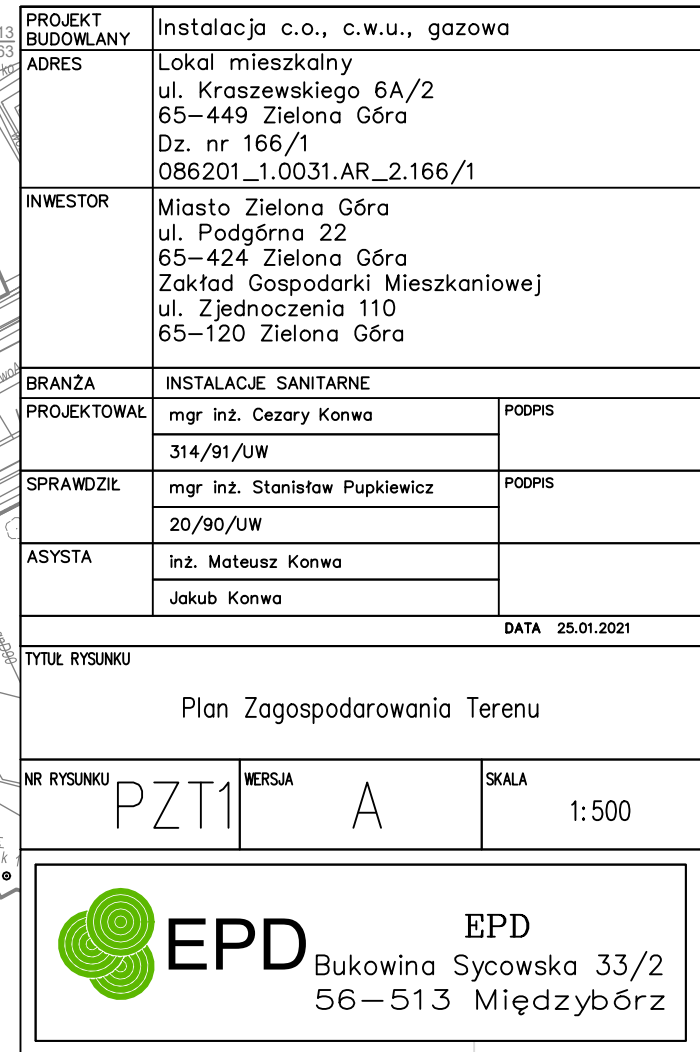 PROJEKT
BUDOWLANY
Instalacja c.o., c.w.u., gazowa
ADRES
Lokal mieszkalny
ul. Kraszewskiego 6A/2
65-449 Zielona Góra
Dz. nr 166/1
086201_1.0031.AR_2.166/1
INWESTOR
Miasto Zielona Góra
ul. Podgórna 22
65-424 Zielona Góra
Zakład Gospodarki Mieszkaniowej
ul. Zjednoczenia 110
65-120 Zielona Góra
BRANŻA
INSTALACJE SANITARNE
PROJEKTOWAŁ
mgr inż. Cezary Konwa
PODPIS
314/91/UW
SPRAWDZIŁ
mgr inż. Stanisław Pupkiewicz
PODPIS
20/90/UW
ASYSTA
inż. Mateusz Konwa
Jakub Konwa
DATA 25.01.2021
TYTUŁ RYSUNKU
Plan Zagospodarowania Terenu
NR RYSUNKU
PZT1
WERSJA
A
SKALA
1:500
EPD
EPD
Bukowina Sycowska 33/2
56-513 Międzybórz